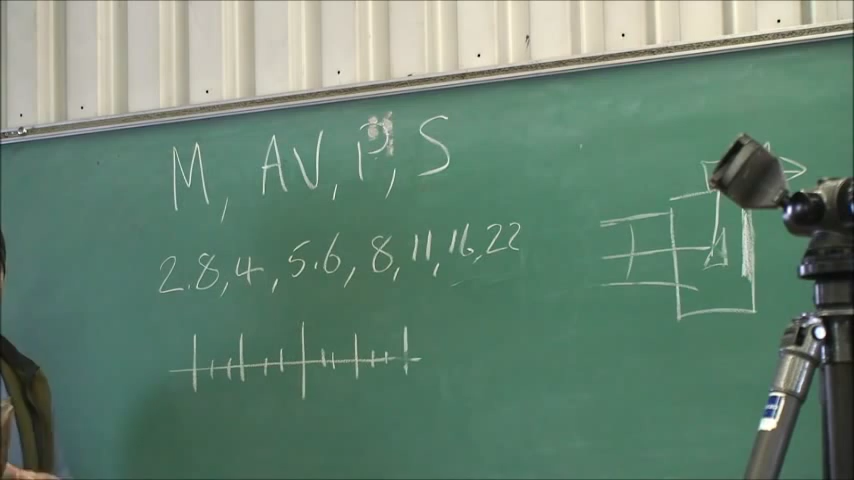 M, AV, P, S
2.8, 4, 5.6, 8, 11, 16, 22